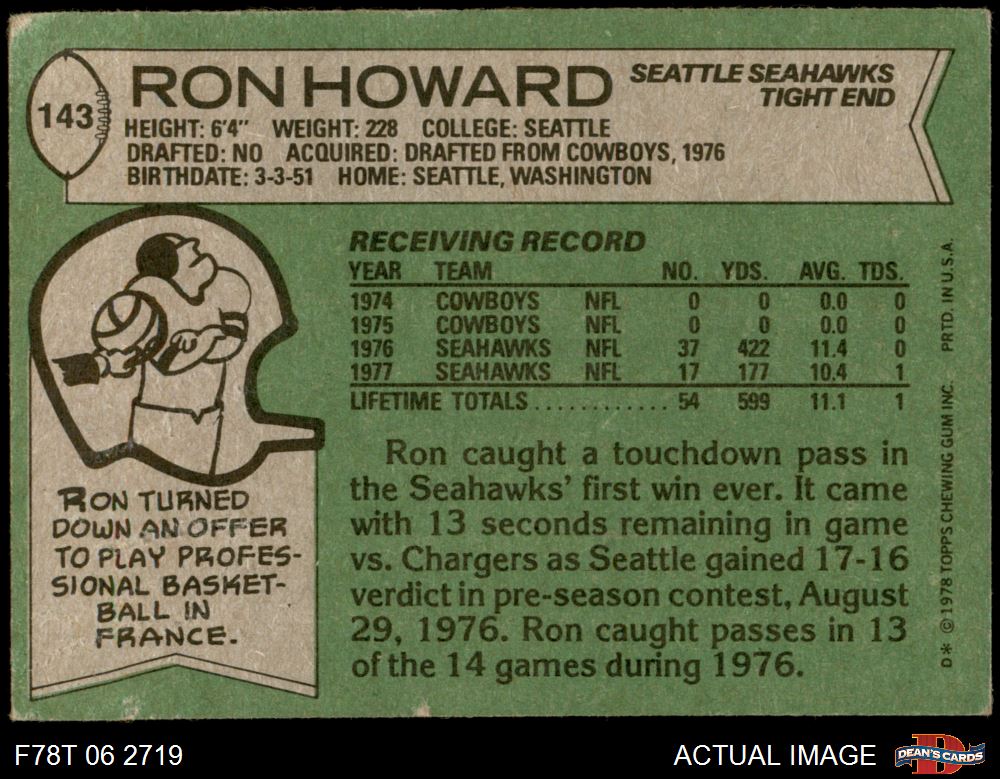 143
RON HOWARD
SEATTLE SEAHAWKS
TIGHT END
HEIGHT: 6'4" WEIGHT: 228 COLLEGE: SEATTLE
DRAFTED: NO ACQUIRED: DRAFTED FROM COWBOYS, 1976
BIRTHDATE: 3-3-51 HOME: SEATTLE, WASHINGTON
RECEIVING RECORD
YEAR TEAM NO. YDS. AVG. TDS.
1974 COWBOYS NFL 0 0 0.0 0
1975 COWBOYS NFL 0 0 0.0 0
1976 SEAHAWKS NFL 37 422 11.4 0
1977 SEAHAWKS NFL 17 177 10.4 1
LIFETIME TOTALS............ 54 599 11.1 1
Ron caught a touchdown pass in
the Seahawks' first win ever. It came
with 13 seconds remaining in game
vs. Chargers as Seattle gained 17-16
verdict in pre-season contest, August
29, 1976. Ron caught passes in 13
of the 14 games during 1976.
RON TURNED
DOWN AN OFFER
TO PLAY PROFES-
SIONAL BASKET-
BALL IN
FRANCE.
D* © 1978 TOPPS CHEWING GUM INC. PRTD. IN U.S.A.
F78T 06 2719
ACTUAL IMAGE
D
DEAN'S CARDS